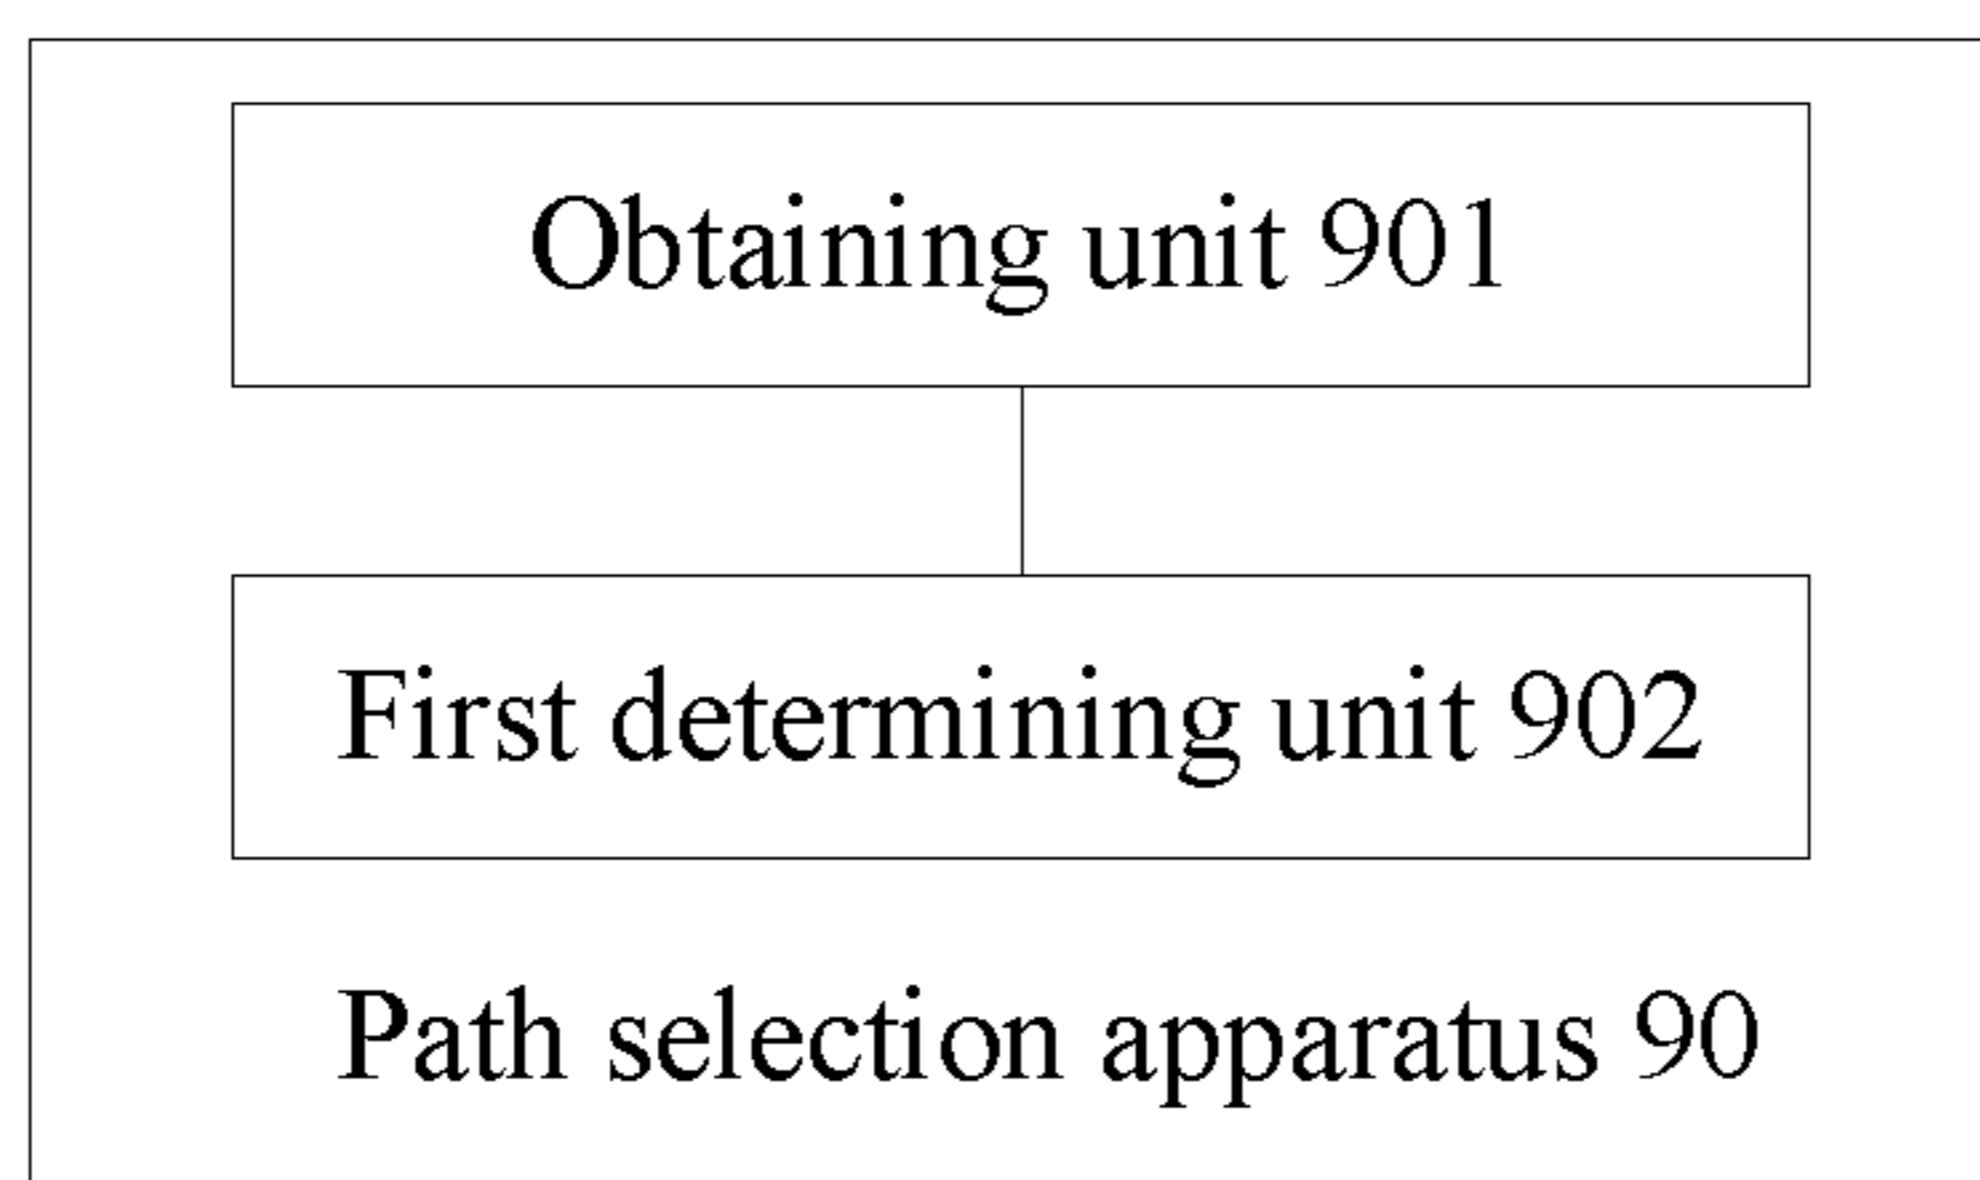 Obtaining unit 901
First determining unit 902
Path selection apparatus 90